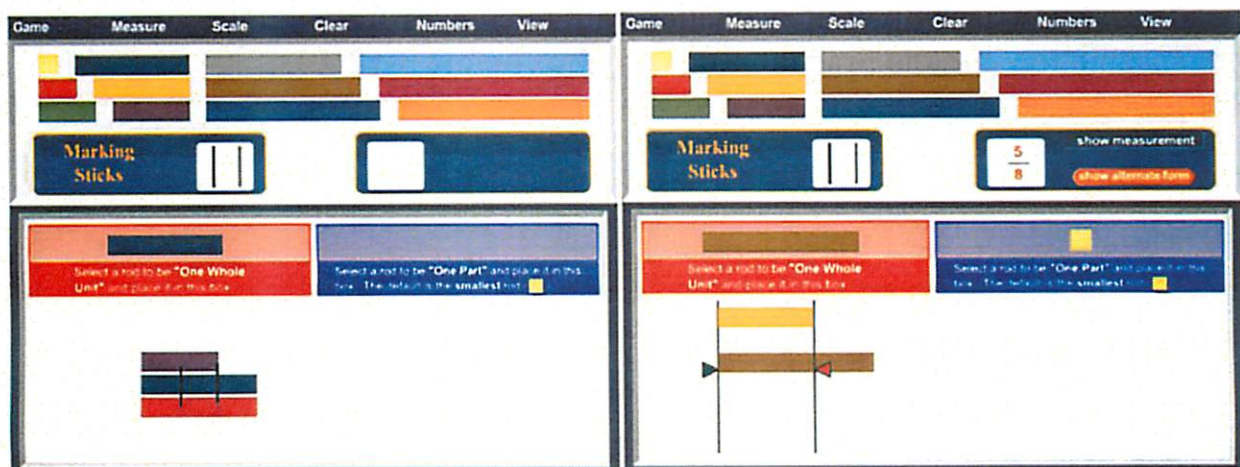 Game Measure Scale Clear Numbers View
Marking
Sticks
Select a rod to be "One Whole
Unit" and place it in this box
Select a rod to be "One Part" and place it in this
box. The default is the smallest rod
Game Measure Scale Clear Numbers View
Marking
Sticks
5
8
show measurement
show alternate form
Select a rod to be "One Whole
Unit" and place it in this box
Select a rod to be "One Part" and place it in this
box. The default is the smallest rod